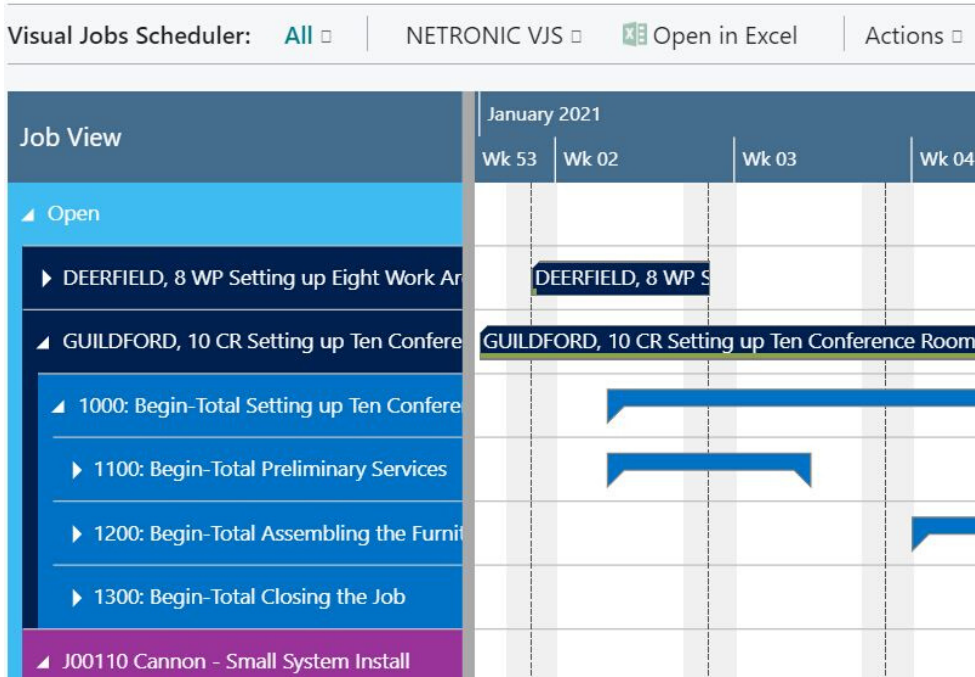 Visual Jobs Scheduler: All NETRONIC VJS Open in Excel Actions
Job View
January 2021
Wk 53 Wk 02 Wk 03 Wk 04
Open
DEERFIELD, 8 WP Setting up Eight Work Ar
DEERFIELD, 8 WP S
GUILDFORD, 10 CR Setting up Ten Confere
GUILDFORD, 10 CR Setting up Ten Conference Room
1000: Begin-Total Setting up Ten Confere
1100: Begin-Total Preliminary Services
1200: Begin-Total Assembling the Furnit
1300: Begin-Total Closing the Job
J00110 Cannon - Small System Install